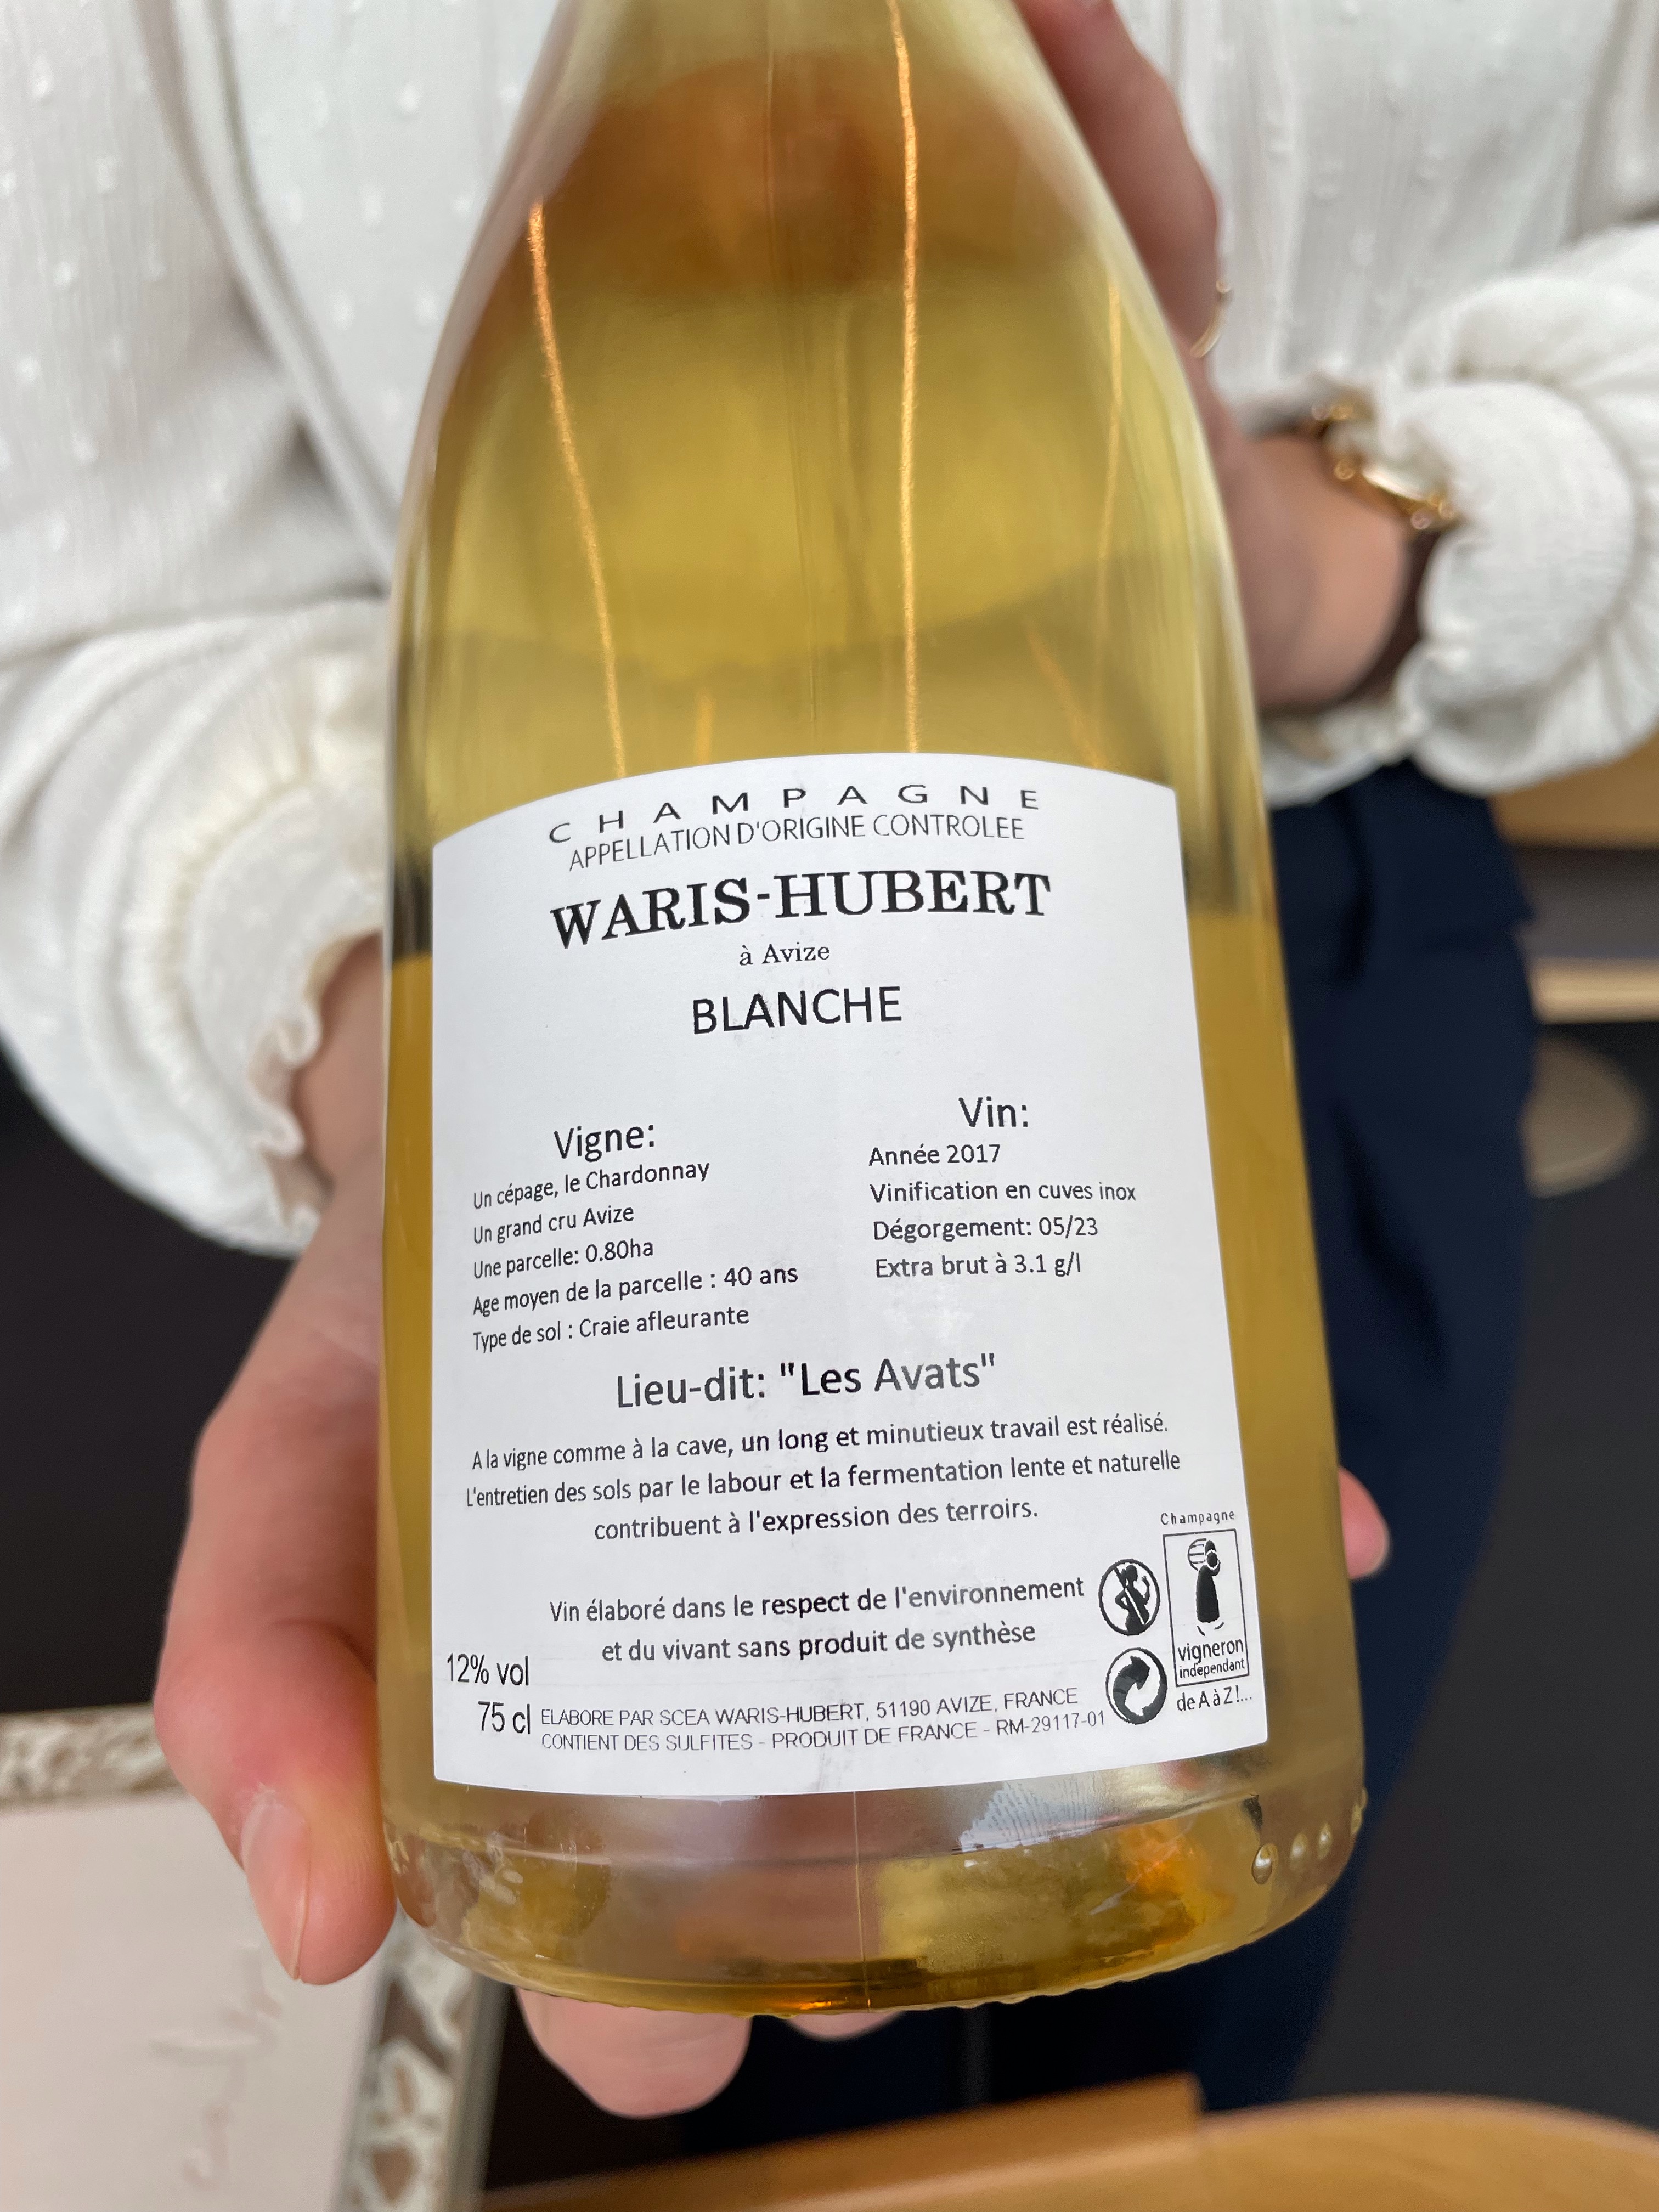 CHAMPAGNE
APPELLATION D'ORIGINE CONTROLEE
WARIS-HUBERT
à Avize
BLANCHE
Vigne:
Un cépage, le Chardonnay
Un grand cru Avize
Une parcelle: 0.80ha
Age moyen de la parcelle : 40 ans
Type de sol : Craie afleurante
Vin:
Année 2017
Vinification en cuves inox
Dégorgement: 05/23
Extra brut à 3.1 g/l
Lieu-dit: "Les Avats"
A la vigne comme à la cave, un long et minutieux travail est réalisé.
L'entretien des sols par le labour et la fermentation lente et naturelle
contribuent à l'expression des terroirs.
Vin élaboré dans le respect de l'environnement
et du vivant sans produit de synthèse
12% vol
75 cl
ELABORE PAR SCEA WARIS-HUBERT, 51190 AVIZE, FRANCE
CONTIENT DES SULFITES - PRODUIT DE FRANCE - RM-29117-01
Champagne
vigneron
independant
de A à Z !...